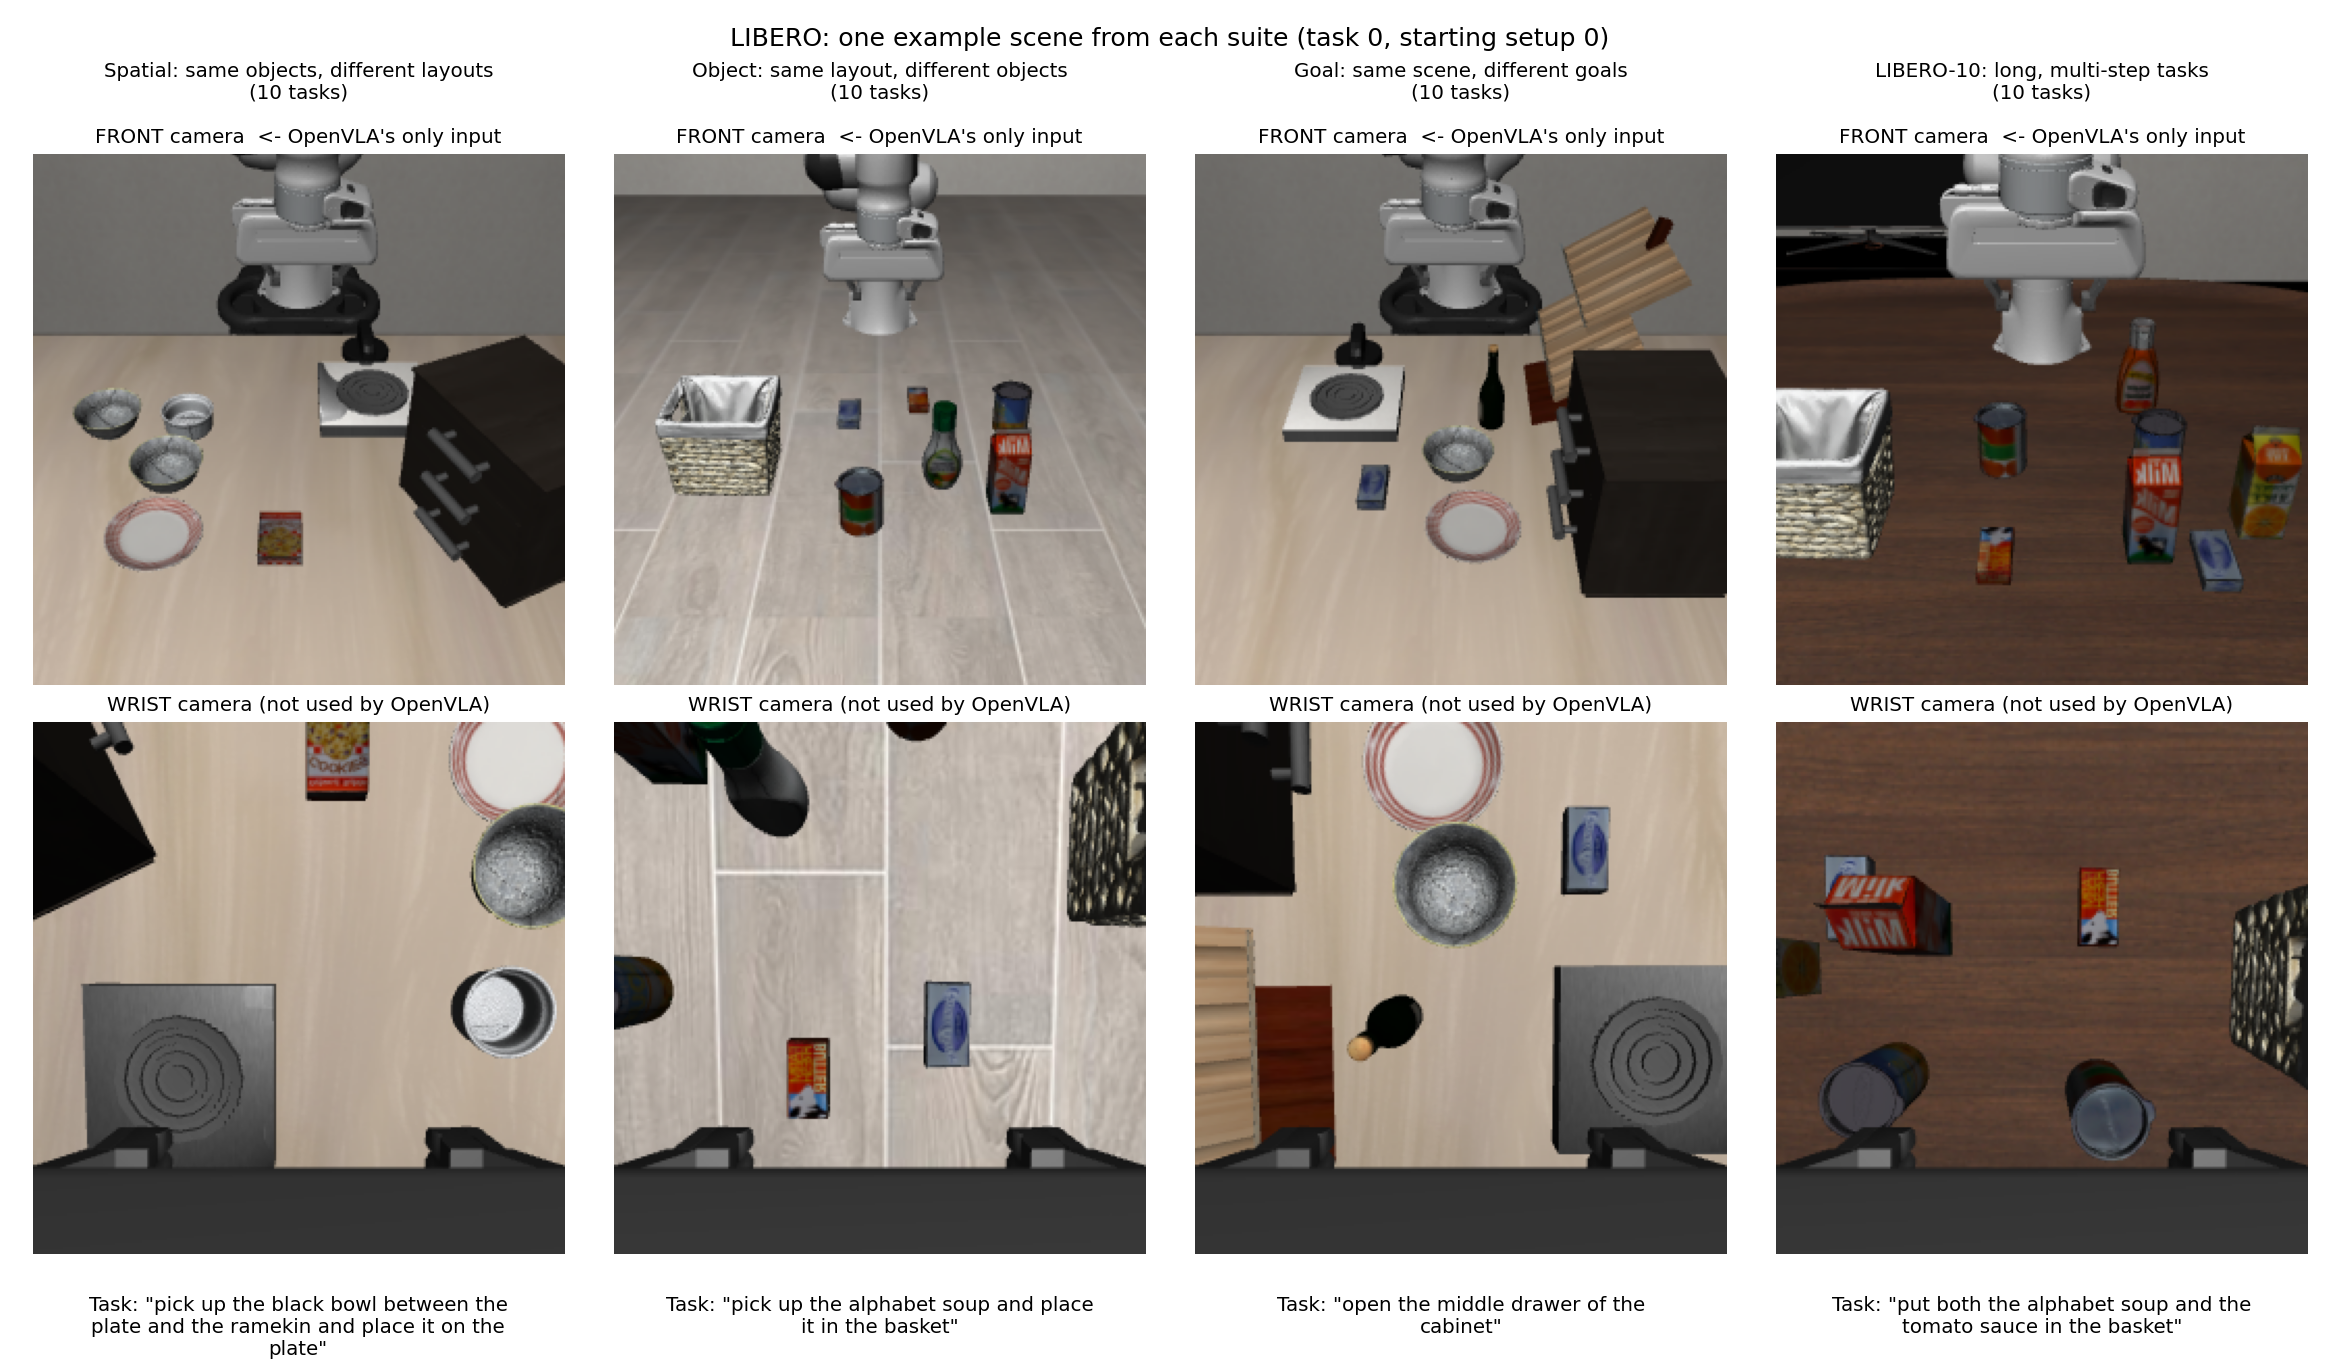 LIBERO: one example scene from each suite (task 0, starting setup 0)
Spatial: same objects, different layouts
(10 tasks)
Object: same layout, different objects
(10 tasks)
Goal: same scene, different goals
(10 tasks)
LIBERO-10: long, multi-step tasks
(10 tasks)
FRONT camera  <- OpenVLA's only input
FRONT camera  <- OpenVLA's only input
FRONT camera  <- OpenVLA's only input
FRONT camera  <- OpenVLA's only input
WRIST camera (not used by OpenVLA)
WRIST camera (not used by OpenVLA)
WRIST camera (not used by OpenVLA)
WRIST camera (not used by OpenVLA)
COOKIES
Milk
Milk
Task: "pick up the black bowl between the
plate and the ramekin and place it on the
plate"
Task: "pick up the alphabet soup and place
it in the basket"
Task: "open the middle drawer of the
cabinet"
Task: "put both the alphabet soup and the
tomato sauce in the basket"